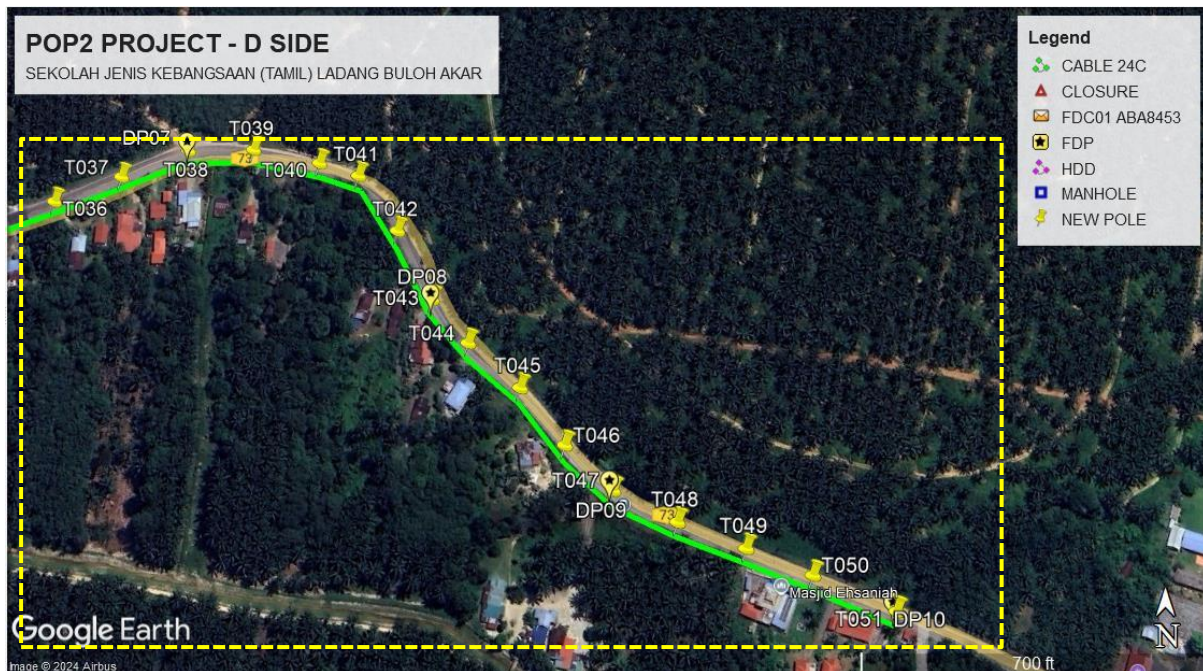 POP2 PROJECT - D SIDE
SEKOLAH JENIS KEBANGSAAN (TAMIL) LADANG BULOH AKAR
Legend
CABLE 24C
CLOSURE
FDC01 ABA8453
FDP
HDD
MANHOLE
NEW POLE
DP07
T039
T037
T038
73
T040
T041
T036
T042
DP08
T043
T044
T045
T046
T047
DP09
T048
73
T049
T050
Masjid Ehsaniah
T051
DP10
Google Earth
Image © 2024 Airbus
700 ft
N